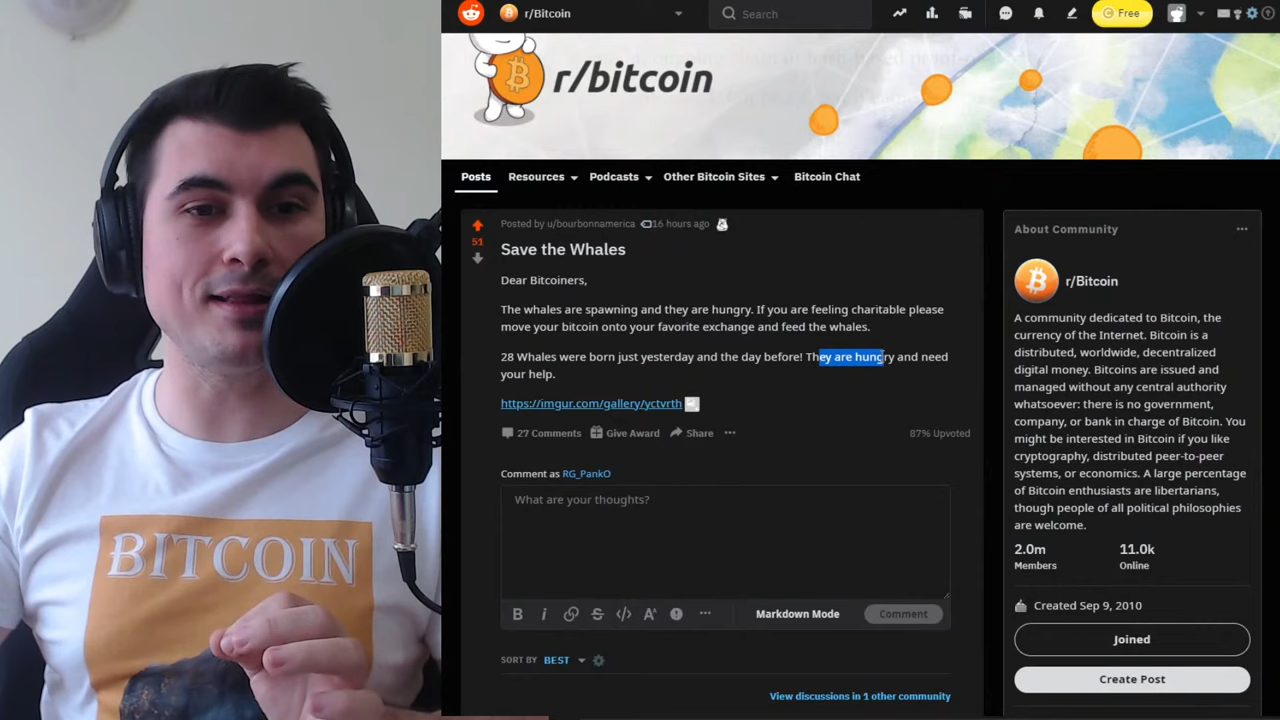 r/Bitcoin
Search
Free
r/bitcoin
Posts
Resources
Podcasts
Other Bitcoin Sites
Bitcoin Chat
Posted by u/bourbonnamerica 16 hours ago
51
Save the Whales
Dear Bitcoiners,
The whales are spawning and they are hungry. If you are feeling charitable please
move your bitcoin onto your favorite exchange and feed the whales.
28 Whales were born just yesterday and the day before! They are hungry and need
your help.
https://imgur.com/gallery/yctvrth
27 Comments Give Award Share 87% Upvoted
Comment as RG_PankO
What are your thoughts?
Markdown Mode
Comment
SORT BY BEST
View discussions in 1 other community
About Community
r/Bitcoin
A community dedicated to Bitcoin, the
currency of the Internet. Bitcoin is a
distributed, worldwide, decentralized
digital money. Bitcoins are issued and
managed without any central authority
whatsoever: there is no government,
company, or bank in charge of Bitcoin. You
might be interested in Bitcoin if you like
cryptography, distributed peer-to-peer
systems, or economics. A large percentage
of Bitcoin enthusiasts are libertarians,
though people of all political philosophies
are welcome.
2.0m 11.0k
Members Online
Created Sep 9, 2010
Joined
Create Post
BITCOIN